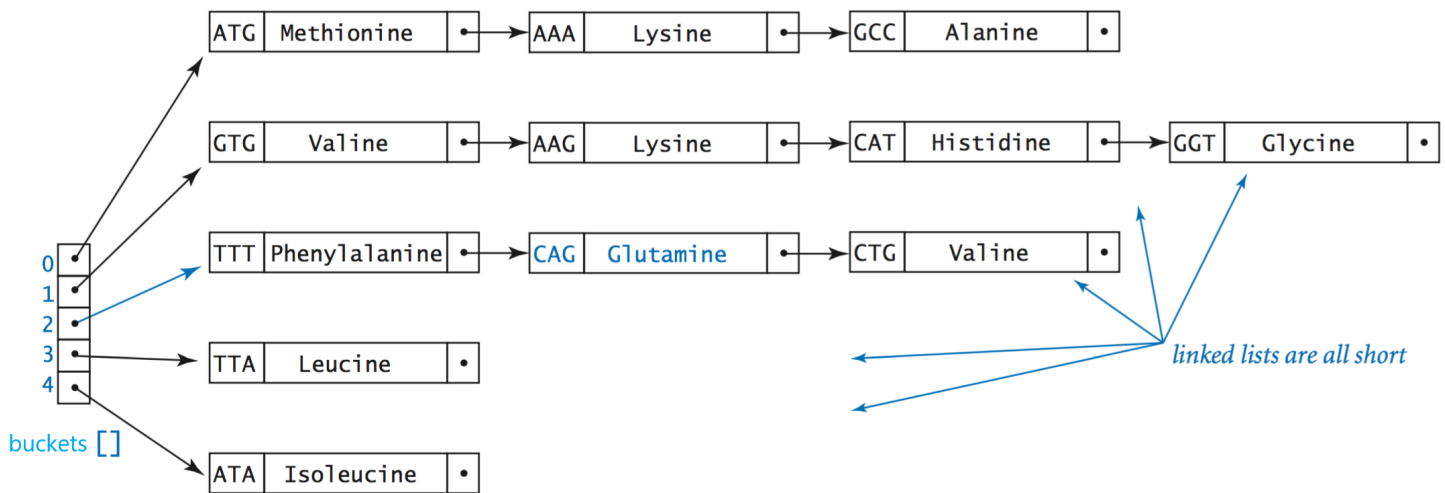 ATG Methionine AAA Lysine GCC Alanine
GTG Valine AAG Lysine CAT Histidine GGT Glycine
TTT Phenylalanine CAG Glutamine CTG Valine
0
1
2
3
4
TTA Leucine
linked lists are all short
buckets []
ATA Isoleucine